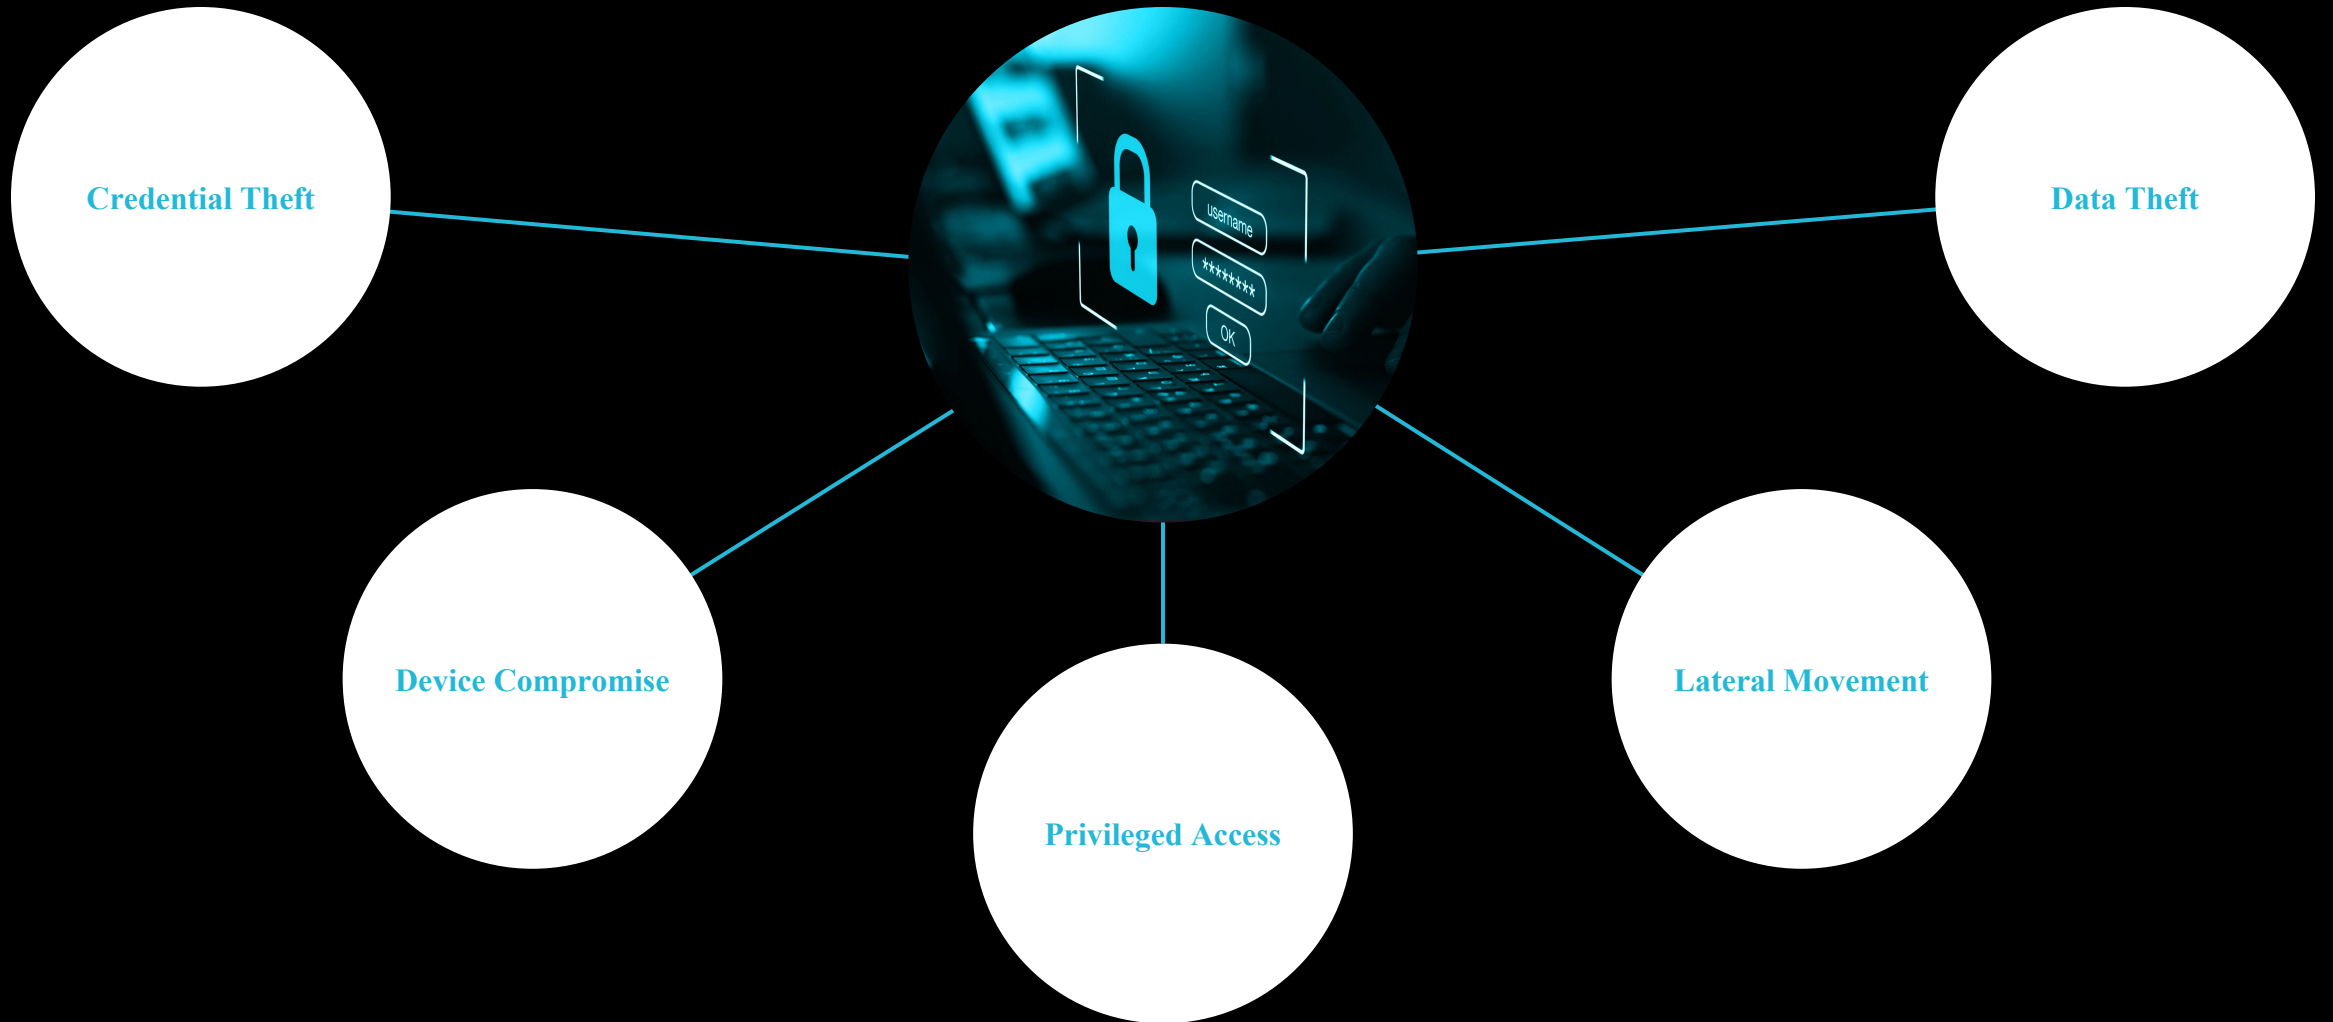 Credential Theft
username
********
OK
Data Theft
Device Compromise
Lateral Movement
Privileged Access